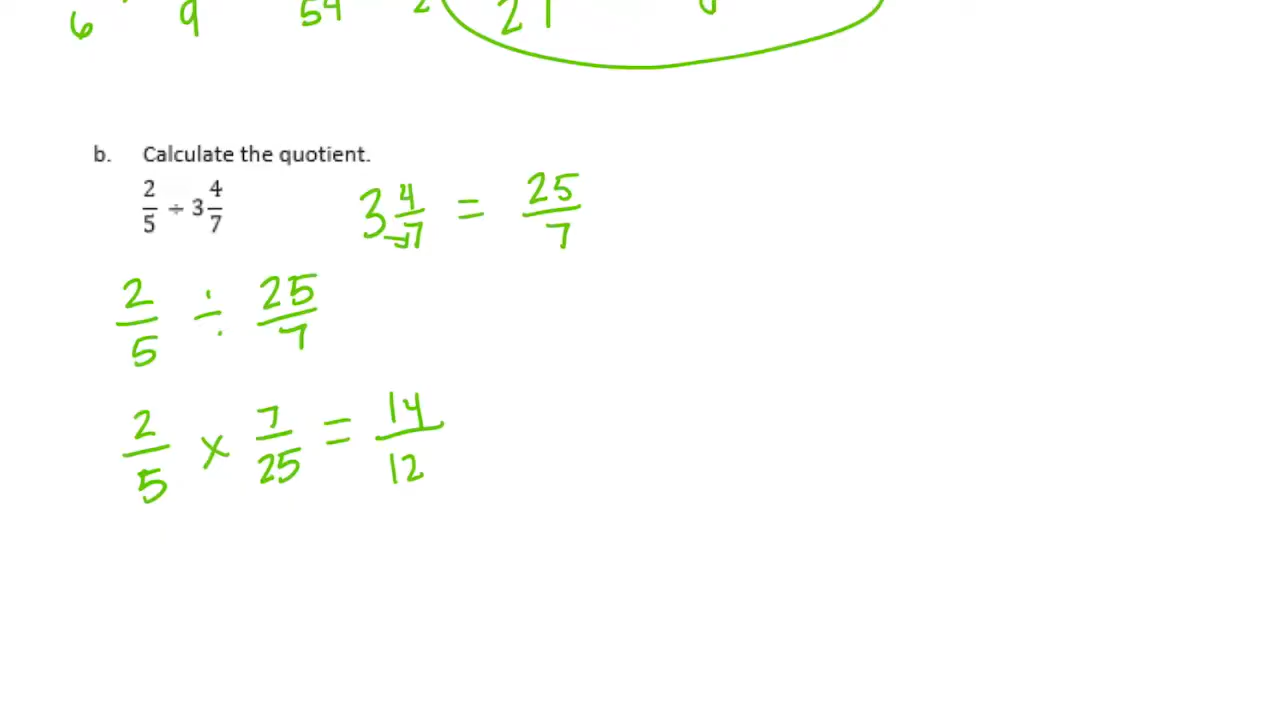 6 9 54 2 21
b. Calculate the quotient.
2/5 ÷ 3 4/7 3 4/7 = 25/7
2/5 ÷ 25/7
2/5 × 7/25 = 14/12